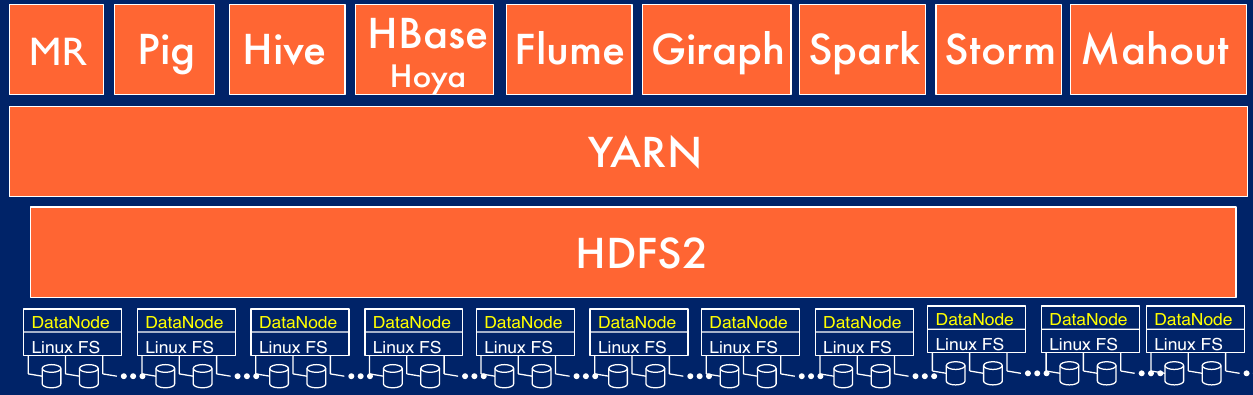 MR Pig Hive HBase Flume Giraph Spark Storm Mahout
Hoya
YARN
HDFS2
DataNode DataNode DataNode DataNode DataNode DataNode DataNode DataNode DataNode DataNode DataNode
Linux FS Linux FS Linux FS Linux FS Linux FS Linux FS Linux FS Linux FS Linux FS Linux FS Linux FS